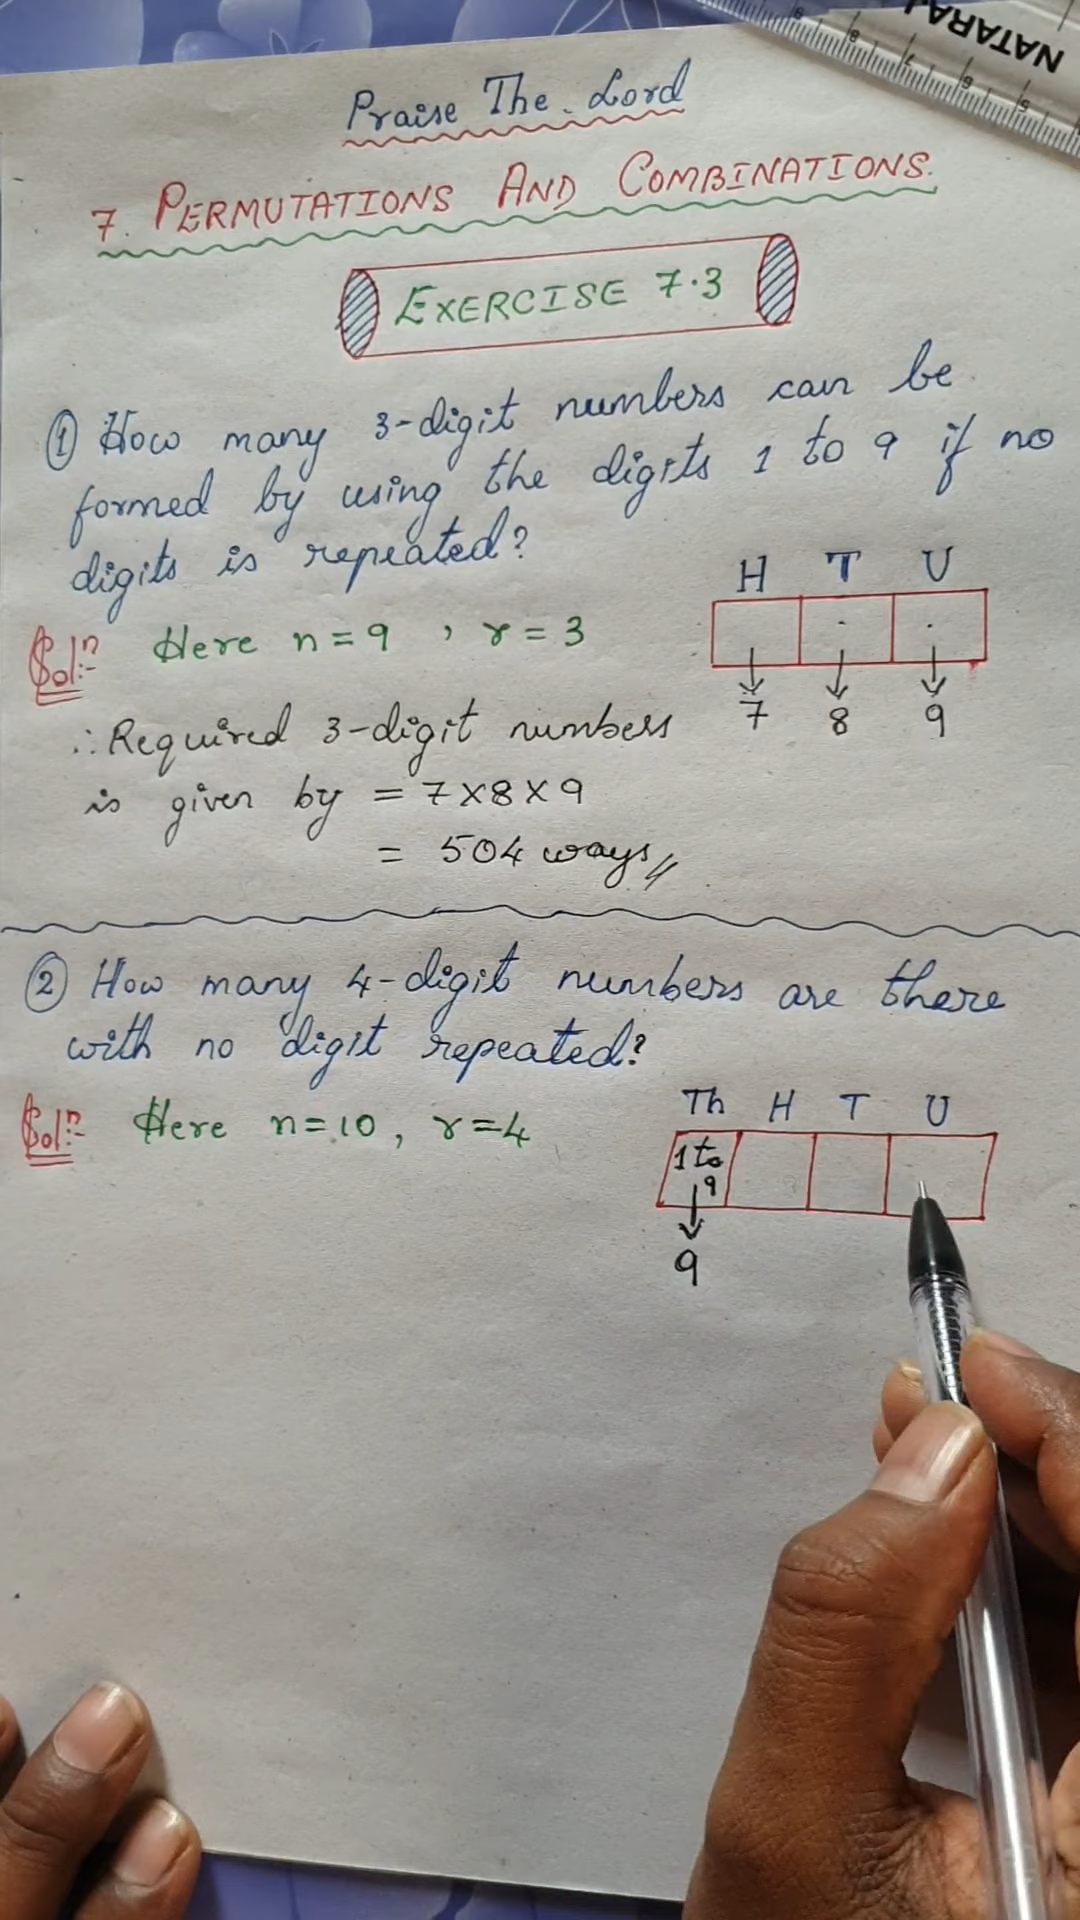 NATARAJ
Praise The Lord
7. PERMUTATIONS AND COMBINATIONS.
EXERCISE 7.3
① How many 3-digit numbers can be
formed by using the digits 1 to 9 if no
digits is repeated?
H T U
Sol:n- Here n=9 , r=3
7 8 9
∴ Required 3-digit numbers
is given by = 7×8×9
= 504 ways//
② How many 4-digit numbers are there
with no digit repeated?
Sol:n- Here n=10, r=4
Th H T U
1 to
9
9